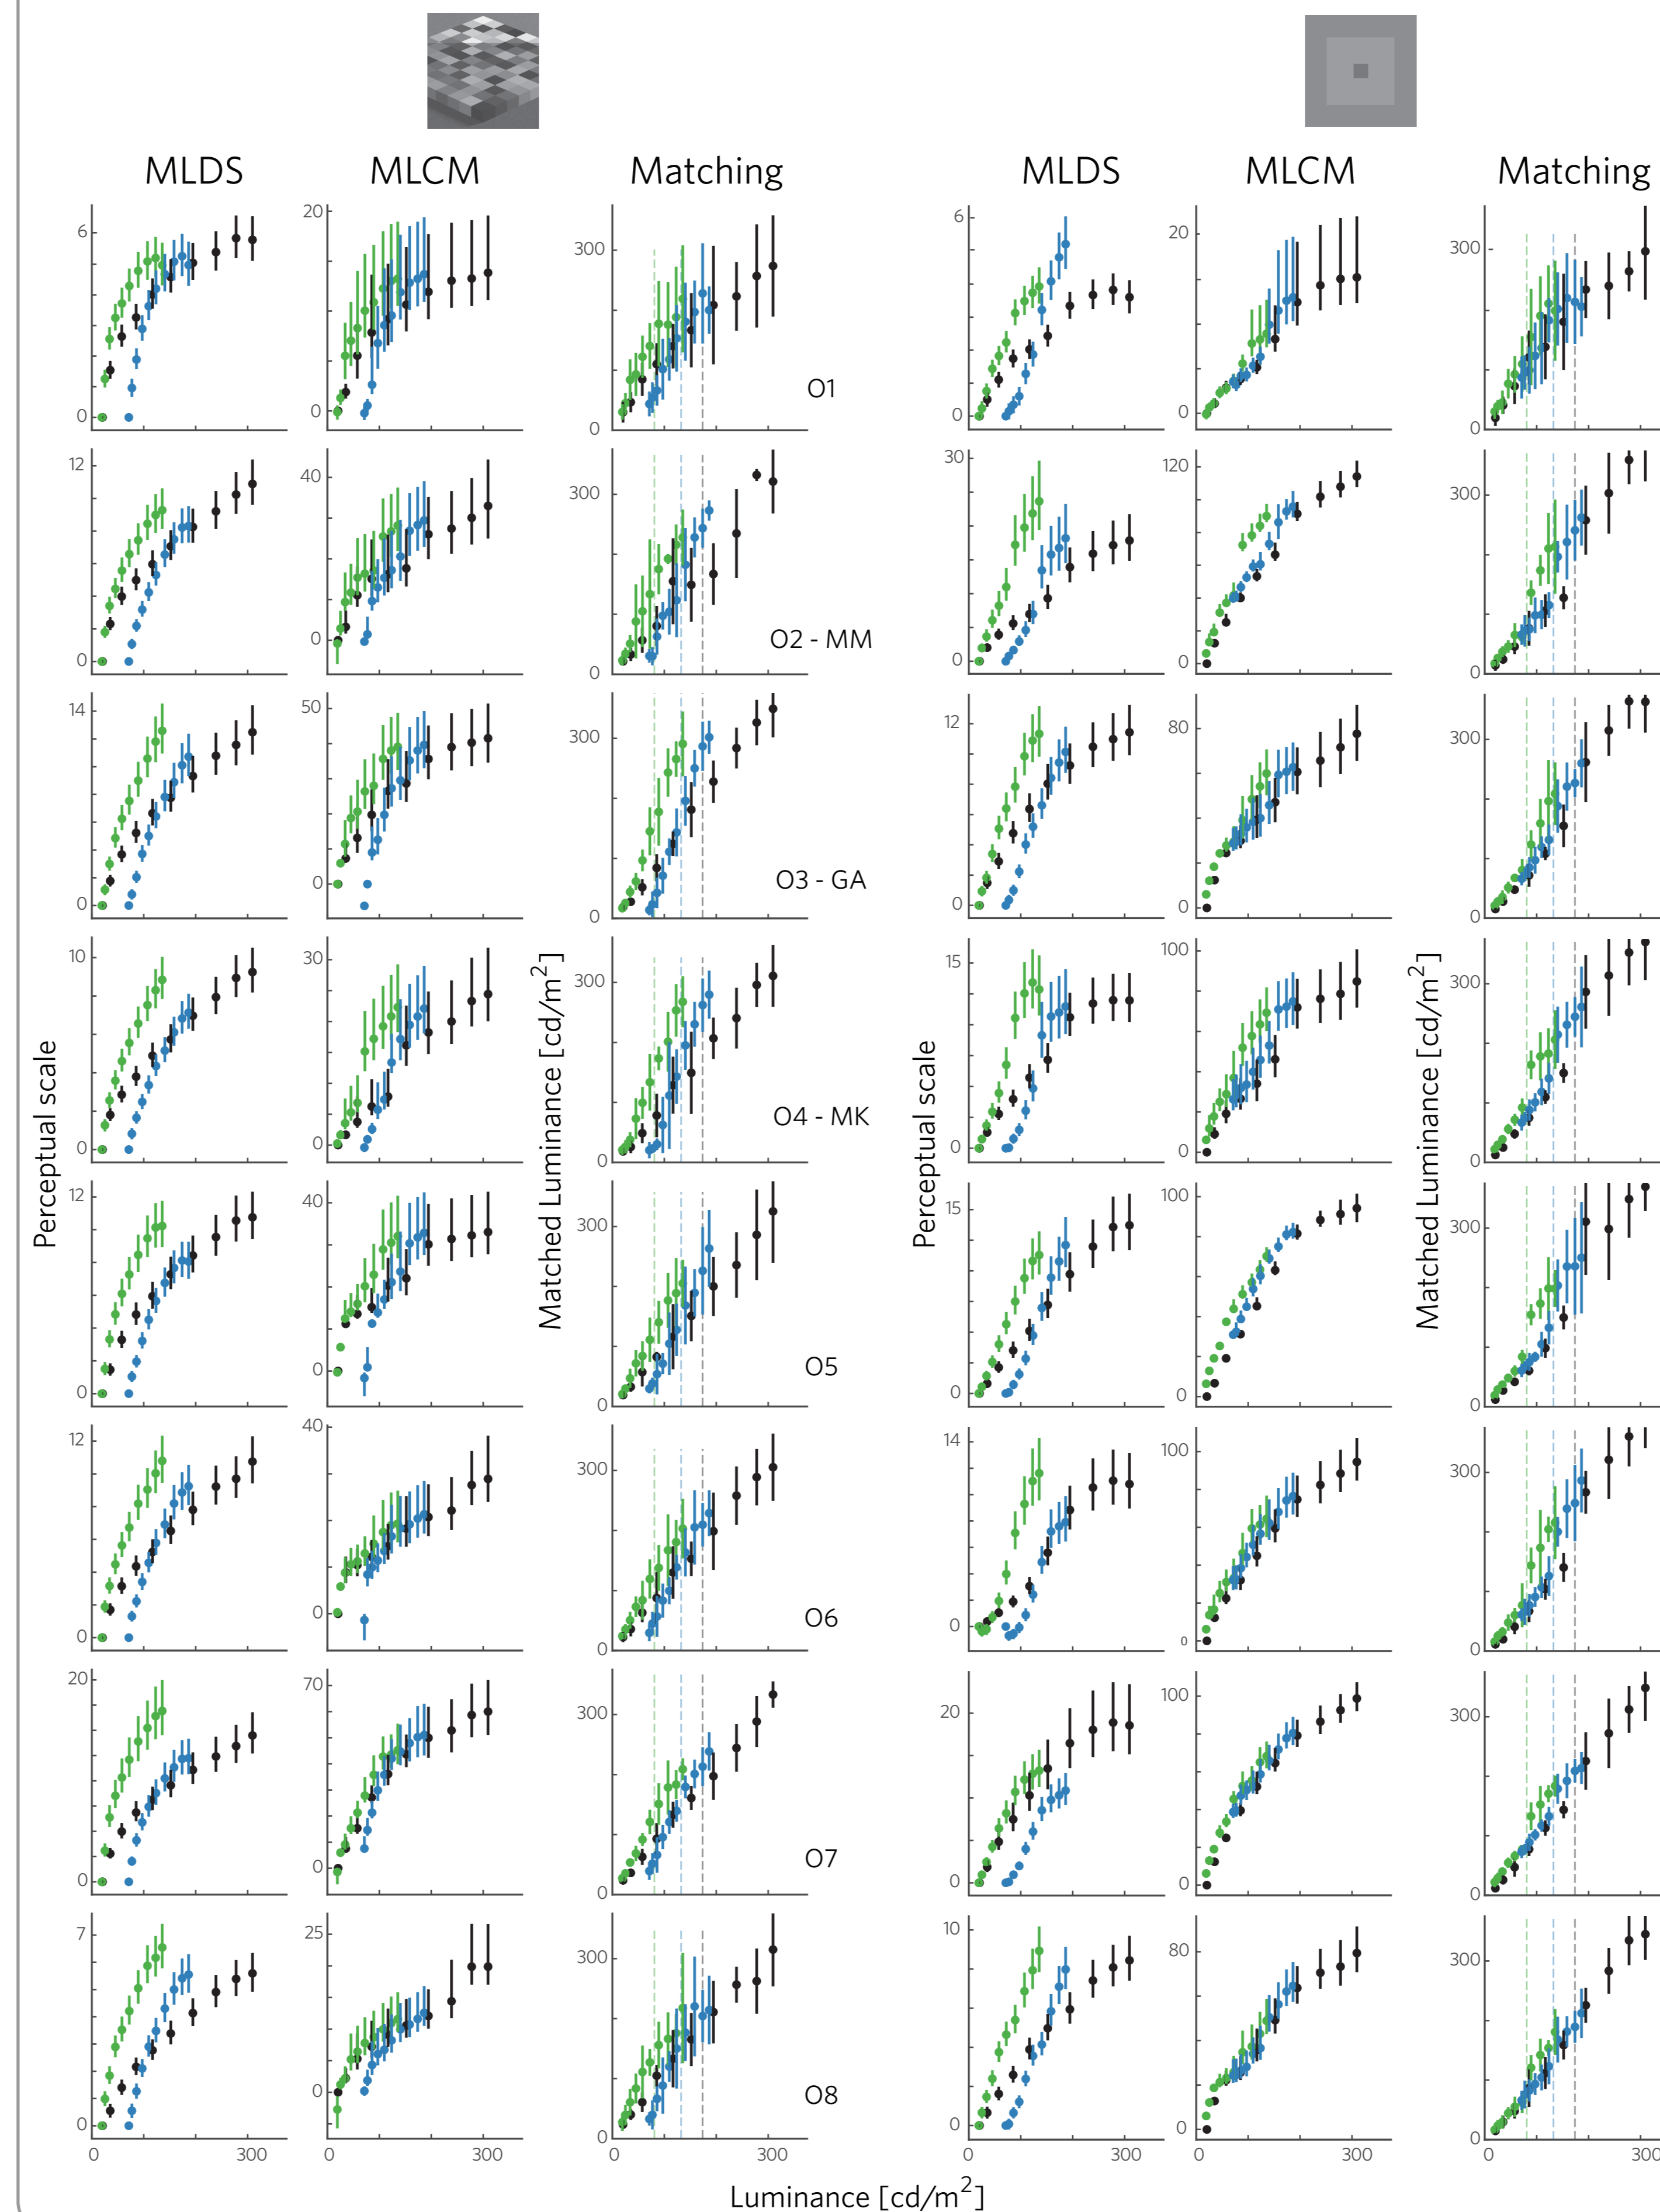 MLDS MLCM Matching MLDS MLCM Matching
6 0 20 0 300 0 O1 6 0 20 0 300 0
12 0 40 0 300 0 O2 - MM 30 0 120 0 300 0
14 0 50 0 300 0 O3 - GA 12 0 80 0 300 0
10 0 30 0 300 0 O4 - MK 15 0 100 0 300 0
Perceptual scale
Matched Luminance [cd/m²]
Perceptual scale
Matched Luminance [cd/m²]
12 0 40 0 300 0 O5 15 0 100 0 300 0
12 0 40 0 300 0 O6 14 0 100 0 300 0
20 0 70 0 300 0 O7 20 0 100 0 300 0
7 0 25 0 300 0 O8 10 0 80 0 300 0
0 300 0 300 0 300 0 300 0 300 0 300
Luminance [cd/m²]